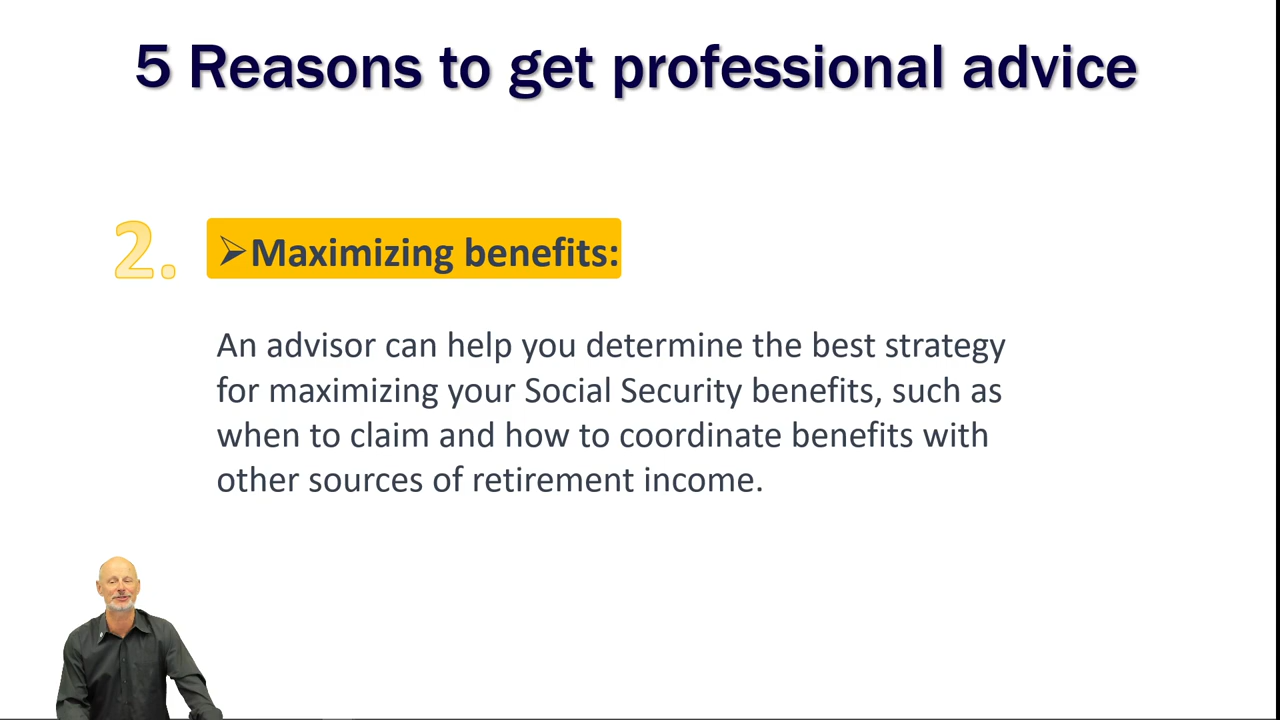 5 Reasons to get professional advice
2. ➢Maximizing benefits:
An advisor can help you determine the best strategy
for maximizing your Social Security benefits, such as
when to claim and how to coordinate benefits with
other sources of retirement income.